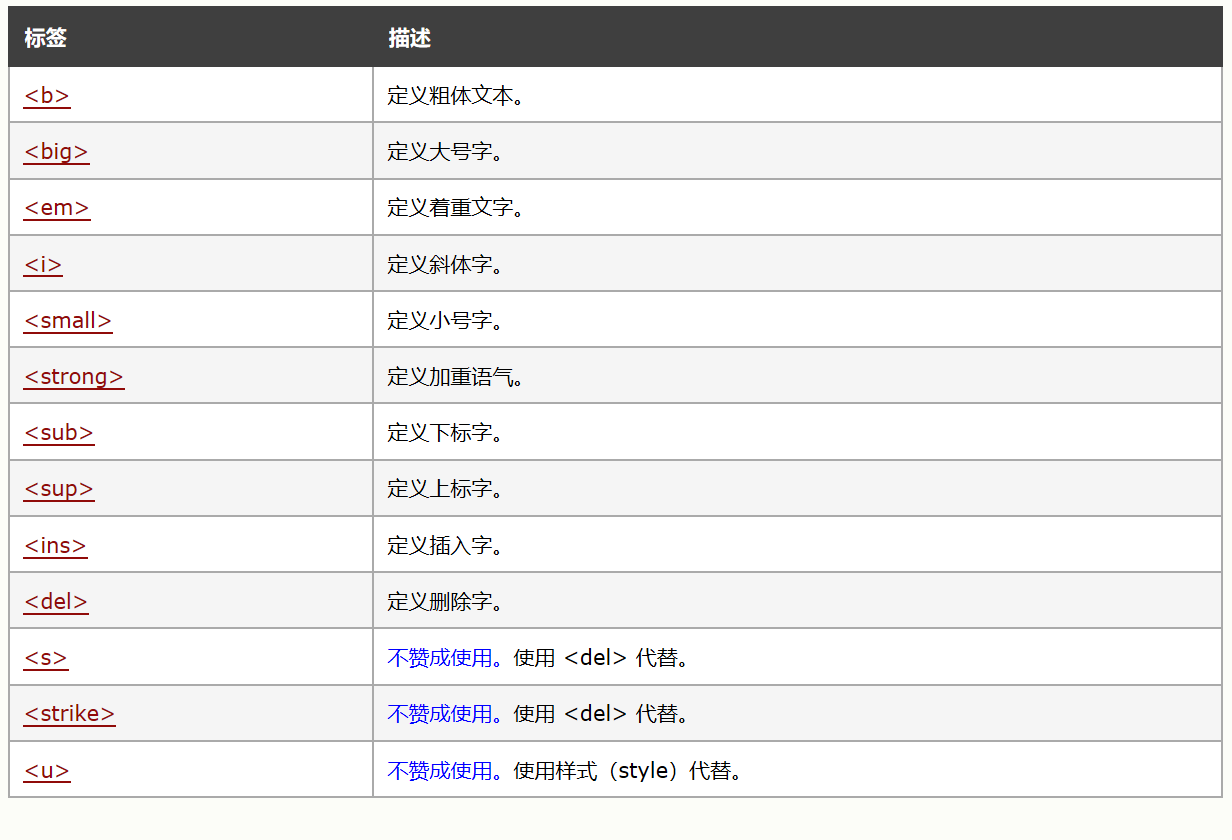 标签 描述
<b> 定义粗体文本。
<big> 定义大号字。
<em> 定义着重文字。
<i> 定义斜体字。
<small> 定义小号字。
<strong> 定义加重语气。
<sub> 定义下标字。
<sup> 定义上标字。
<ins> 定义插入字。
<del> 定义删除字。
<s> 不赞成使用。使用 <del> 代替。
<strike> 不赞成使用。使用 <del> 代替。
<u> 不赞成使用。使用样式（style）代替。